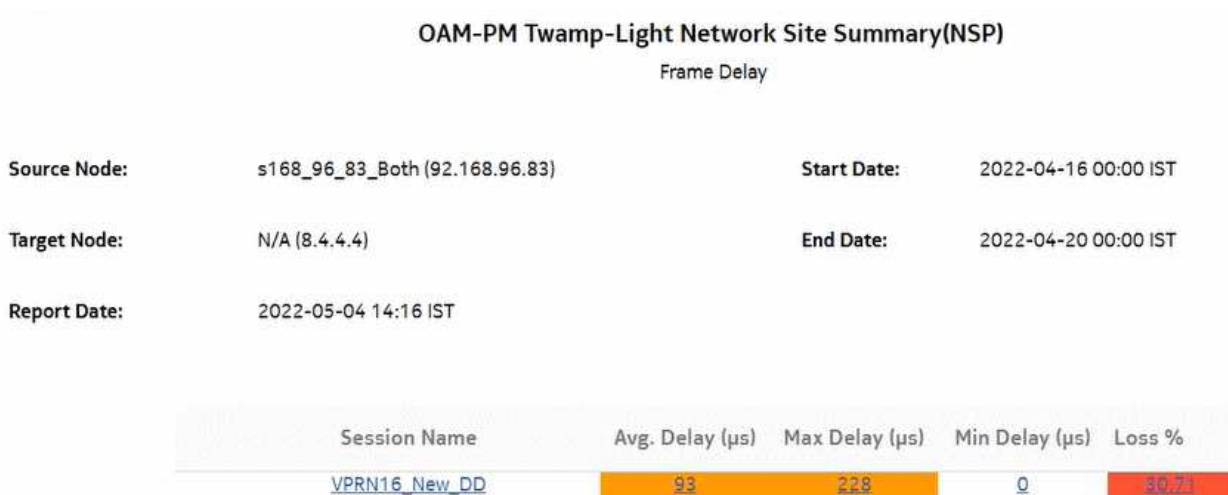 OAM-PM Twamp-Light Network Site Summary(NSP)
Frame Delay
Source Node: s168_96_83_Both (92.168.96.83) Start Date: 2022-04-16 00:00 IST
Target Node: N/A (8.4.4.4) End Date: 2022-04-20 00:00 IST
Report Date: 2022-05-04 14:16 IST
Session Name Avg. Delay (µs) Max Delay (µs) Min Delay (µs) Loss %
VPRN16_New_DD 93 228 0